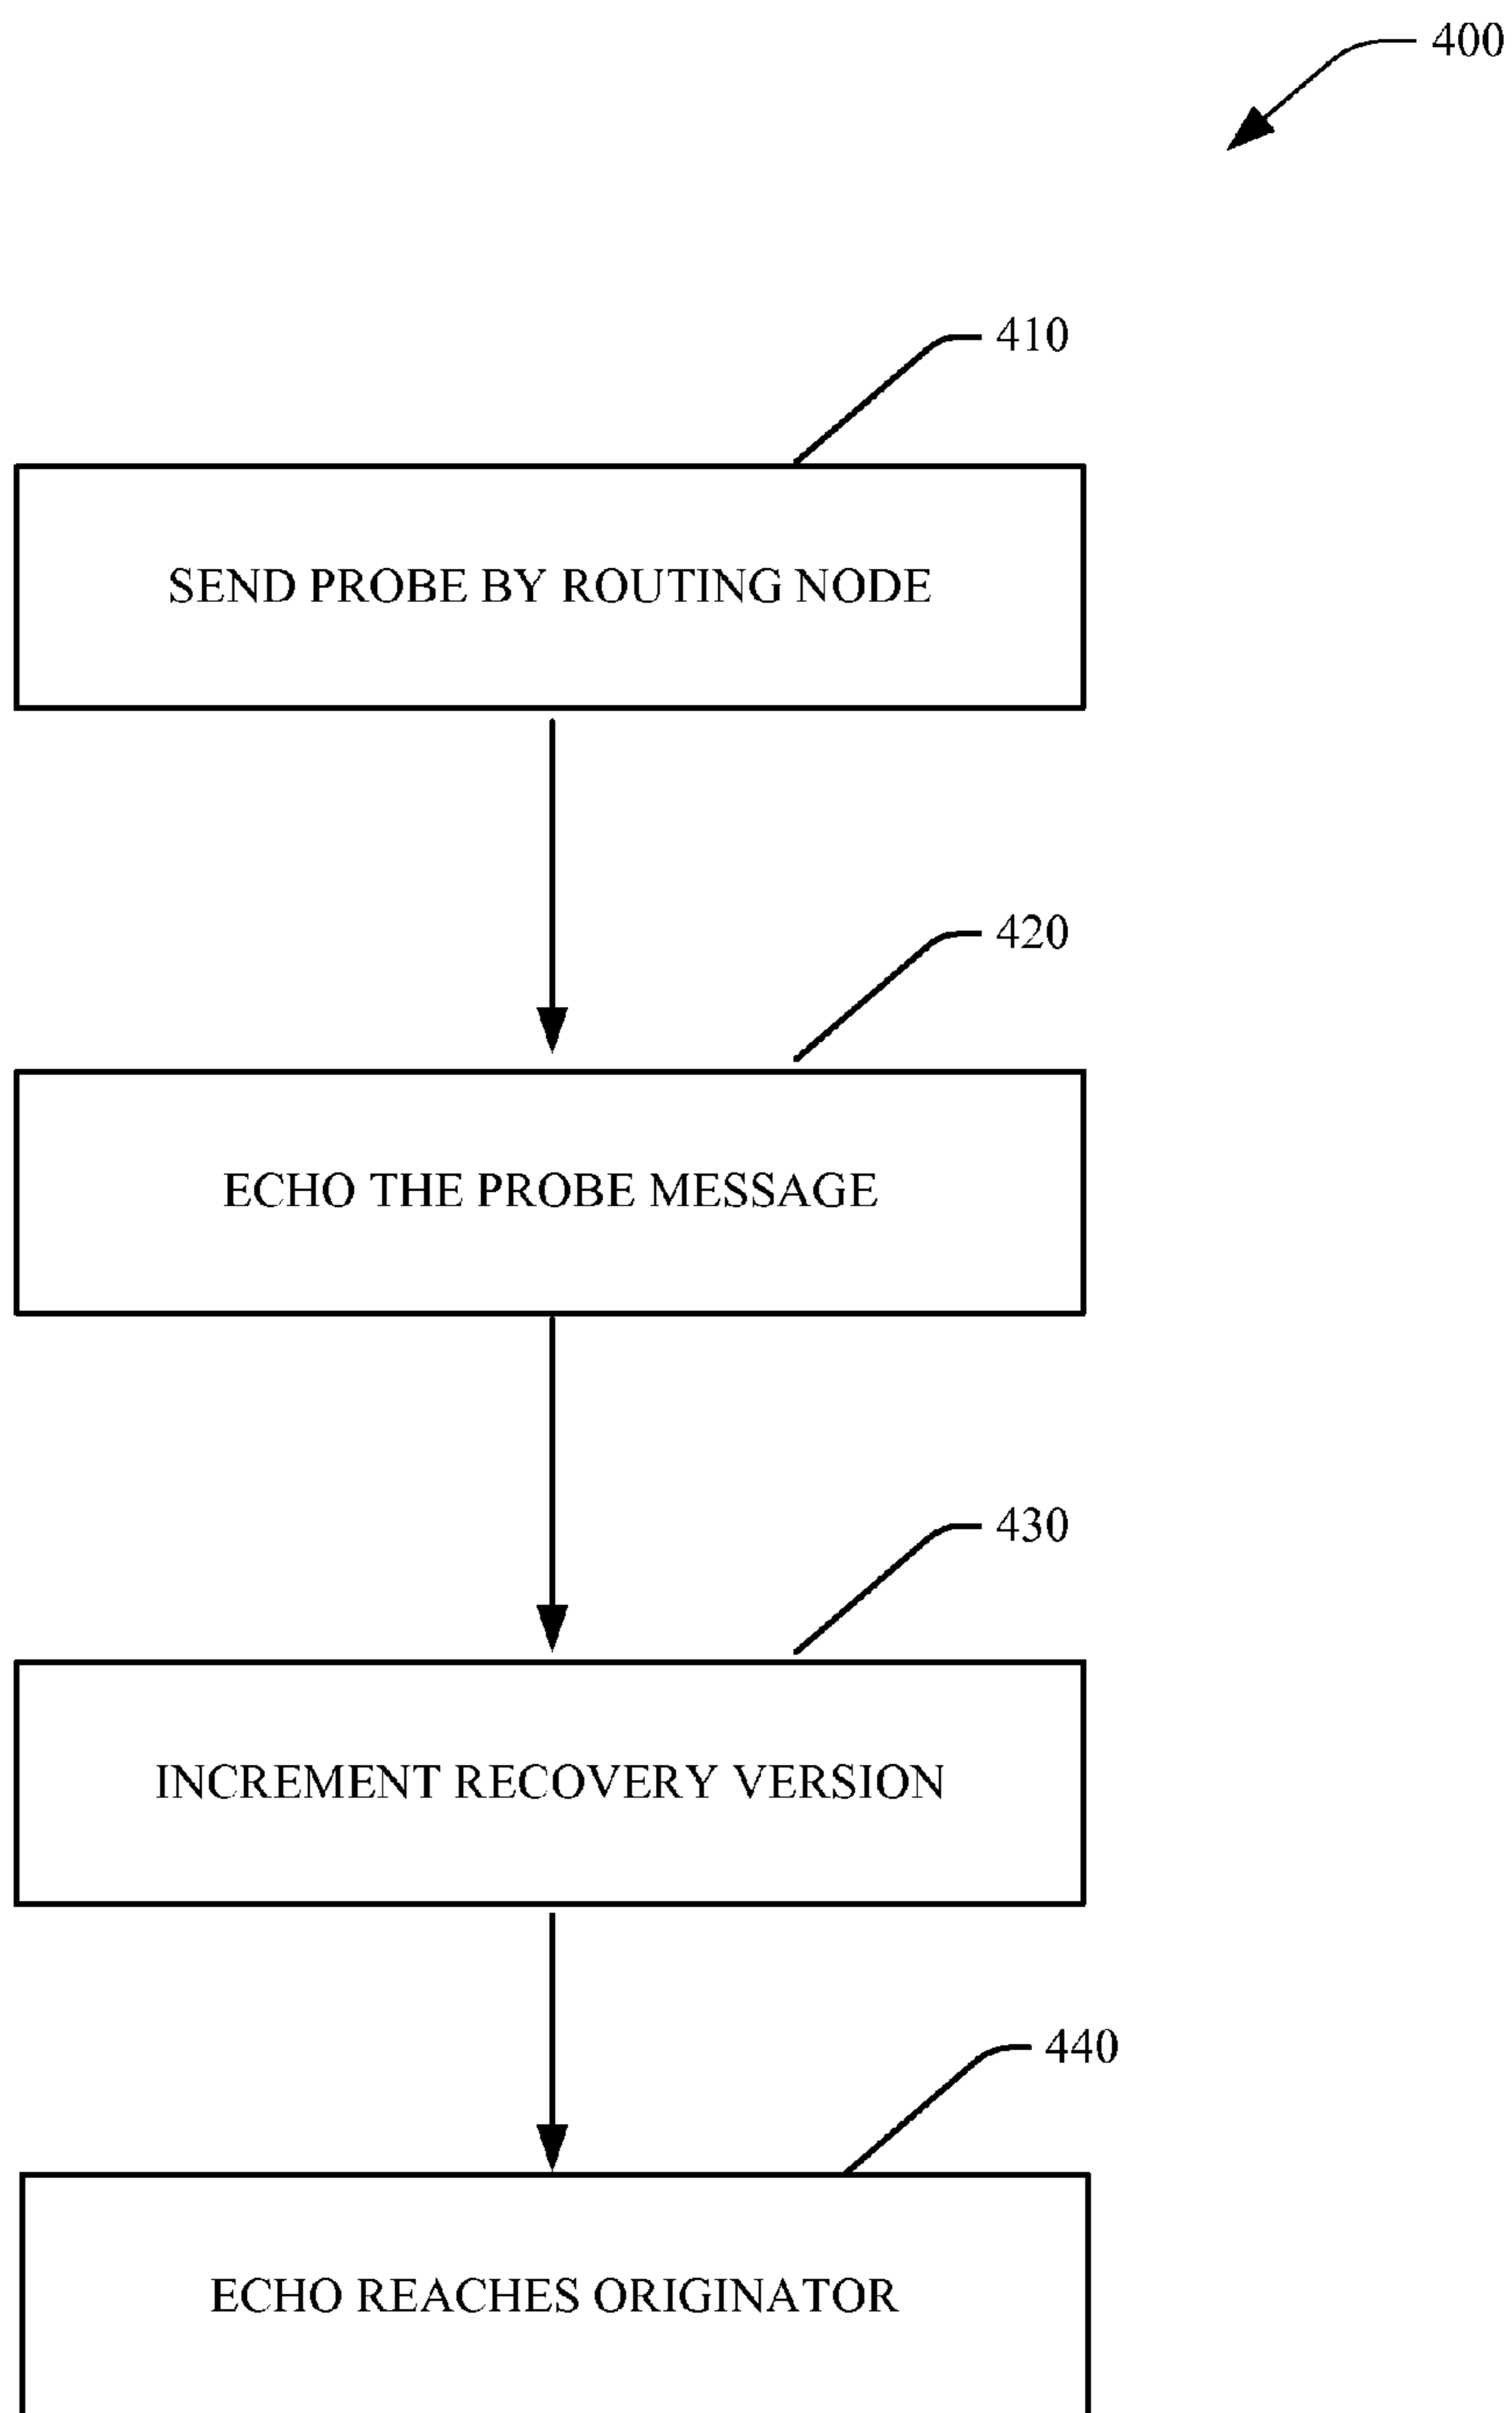 400
410
SEND PROBE BY ROUTING NODE
420
ECHO THE PROBE MESSAGE
430
INCREMENT RECOVERY VERSION
440
ECHO REACHES ORIGINATOR